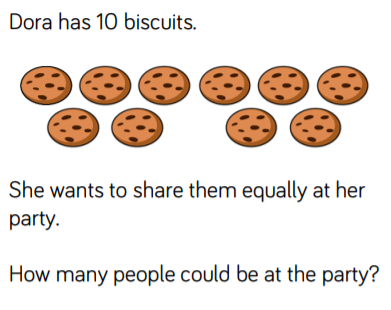 Dora has 10 biscuits.
She wants to share them equally at her
party.
How many people could be at the party?